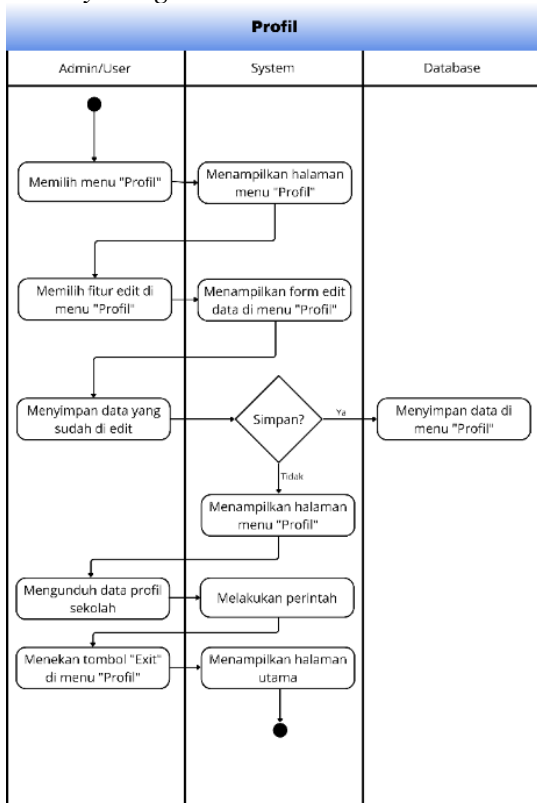 Profil
Admin/User
System
Database
Memilih menu "Profil"
Menampilkan halaman
menu "Profil"
Memilih fitur edit di
menu "Profil"
Menampilkan form edit
data di menu "Profil"
Menyimpan data yang
sudah di edit
Simpan?
Ya
Menyimpan data di
menu "Profil"
Tidak
Menampilkan halaman
menu "Profil"
Mengunduh data profil
sekolah
Melakukan perintah
Menekan tombol "Exit"
di menu "Profil"
Menampilkan halaman
utama